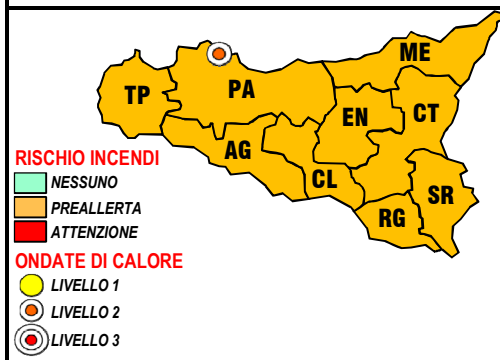 ME
TP
PA
EN
CT
AG
CL
SR
RG
RISCHIO INCENDI
NESSUNO
PREALLERTA
ATTENZIONE
ONDATE DI CALORE
LIVELLO 1
LIVELLO 2
LIVELLO 3